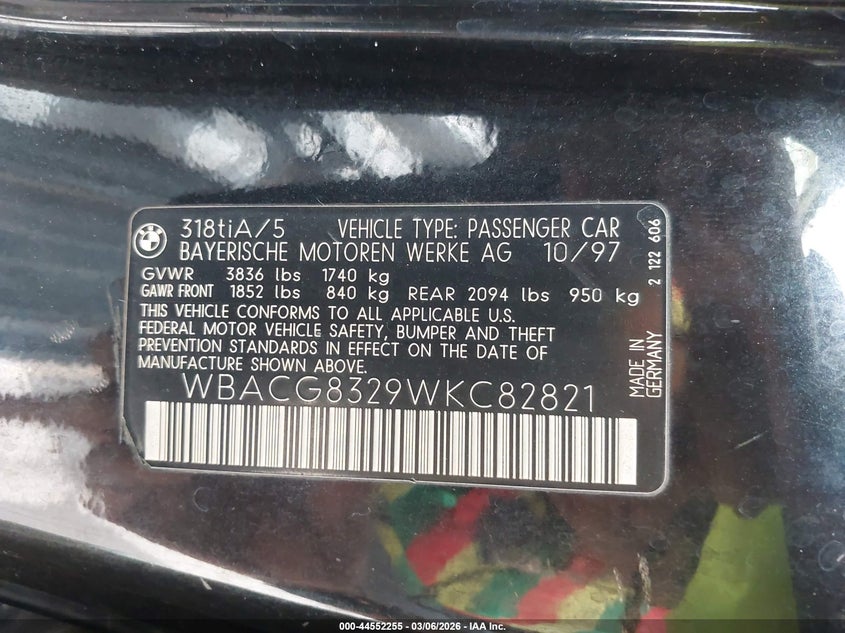 318tiA/5 VEHICLE TYPE: PASSENGER CAR
BAYERISCHE MOTOREN WERKE AG 10/97
GVWR 3836 lbs 1740 kg
GAWR FRONT 1852 lbs 840 kg REAR 2094 lbs 950 kg
THIS VEHICLE CONFORMS TO ALL APPLICABLE U.S.
FEDERAL MOTOR VEHICLE SAFETY, BUMPER AND THEFT
PREVENTION STANDARDS IN EFFECT ON THE DATE OF
MANUFACTURE SHOWN ABOVE.
WBACG8329WKC82821
MADE IN
GERMANY
2 122 606
000-44552255 - 03/06/2026 - IAA Inc.